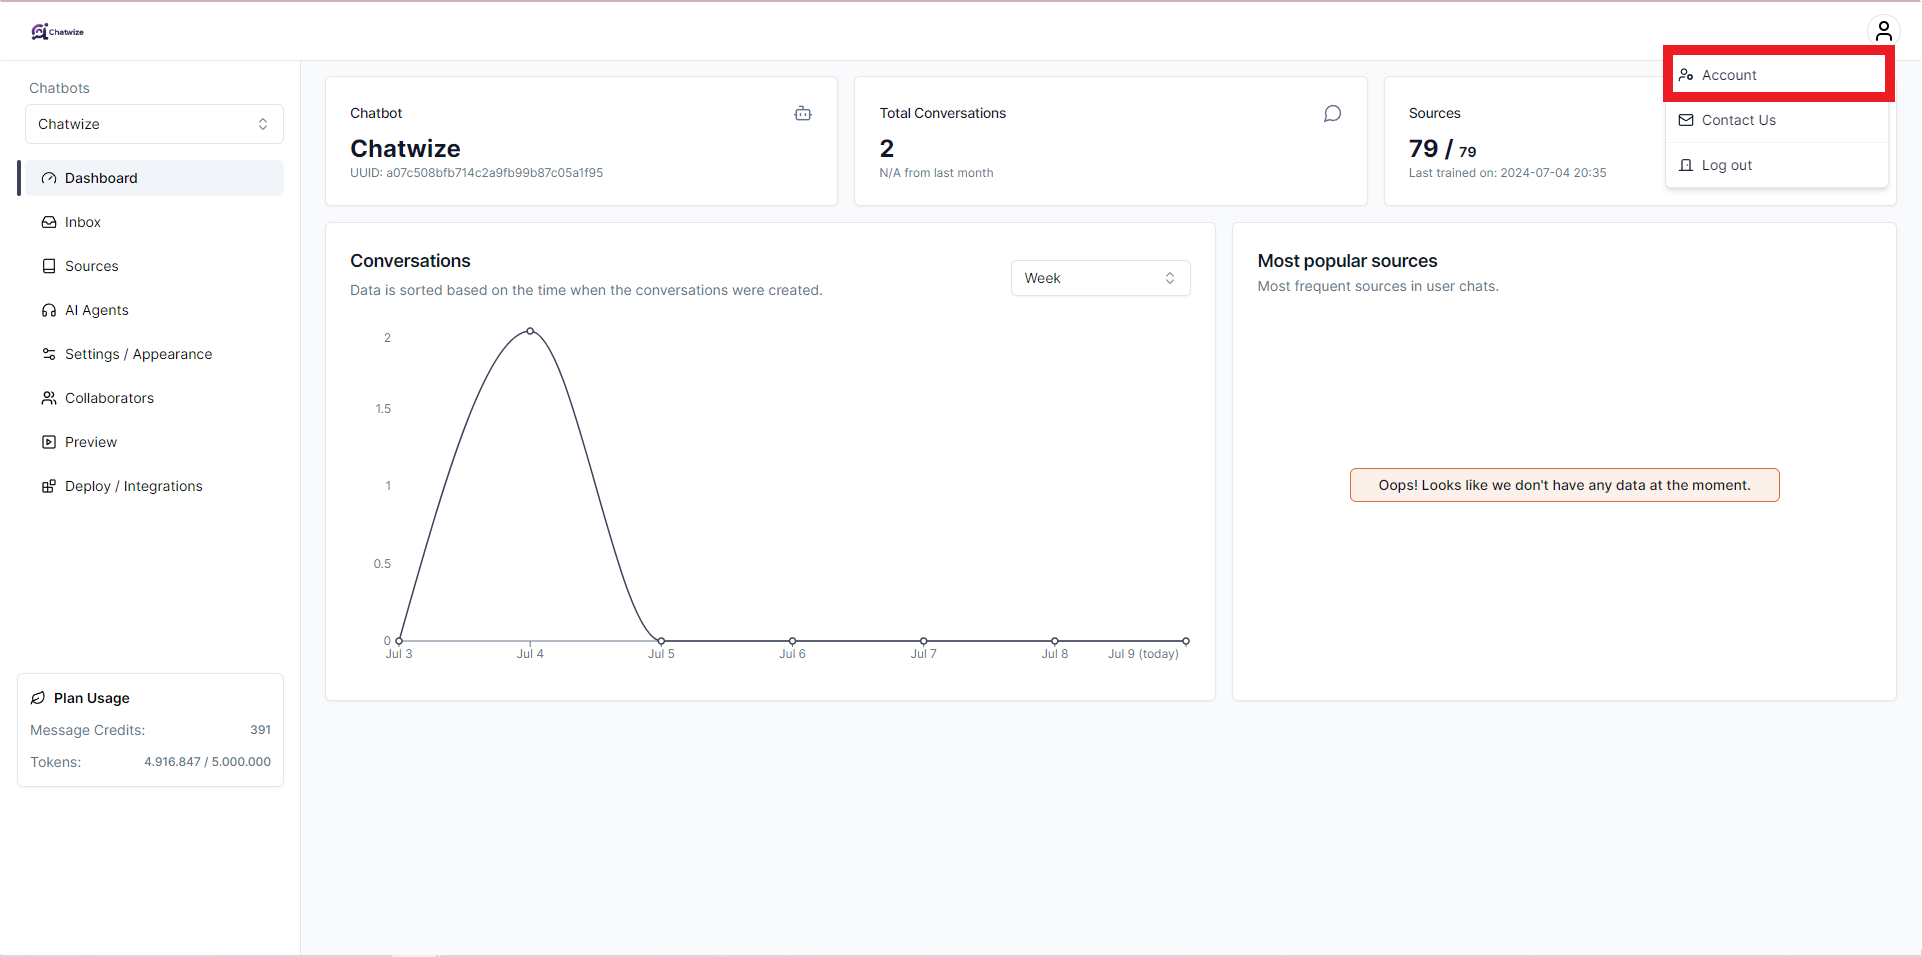 Chatwize
Account
Contact Us
Log out
Chatbots
Chatwize
Dashboard
Inbox
Sources
AI Agents
Settings / Appearance
Collaborators
Preview
Deploy / Integrations
Plan Usage
Message Credits: 391
Tokens: 4.916.847 / 5.000.000
Chatbot
Chatwize
UUID: a07c508bfb714c2a9fb99b87c05a1f95
Total Conversations
2
N/A from last month
Sources
79 / 79
Last trained on: 2024-07-04 20:35
Conversations
Data is sorted based on the time when the conversations were created.
Week
2
1.5
1
0.5
0
Jul 3 Jul 4 Jul 5 Jul 6 Jul 7 Jul 8 Jul 9 (today)
Most popular sources
Most frequent sources in user chats.
Oops! Looks like we don't have any data at the moment.